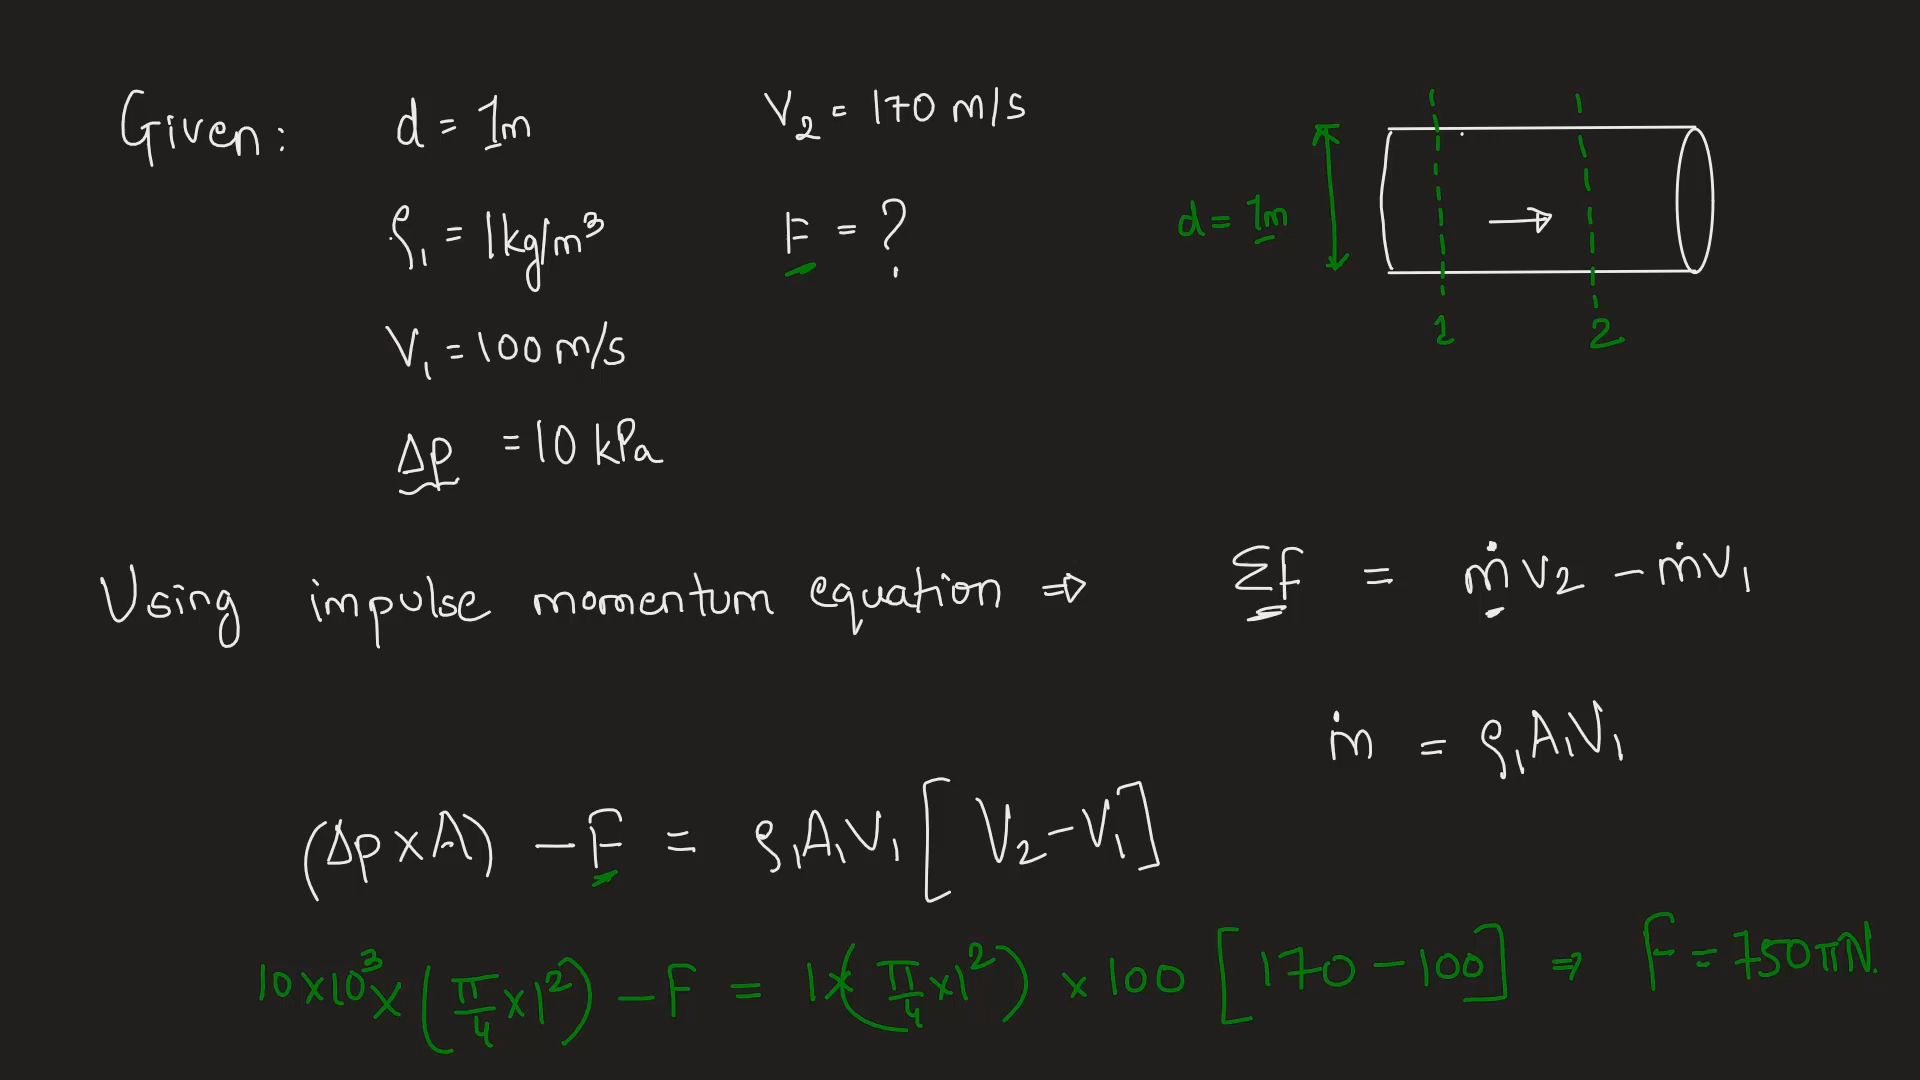 Given: d = 1m V₂ = 170 m/s
ρ₁ = 1kg/m³ F = ?
V₁ = 100 m/s
Δp = 10 kPa
d = 1m
1 2
Using impulse momentum equation ⇒ Σf = ṁv₂ - ṁv₁
ṁ = ρ₁A₁V₁
(Δp×A) - F = ρ₁A₁V₁[V₂-V₁]
10×10³×(π/4×1²) - F = 1×(π/4×1²)×100[170-100] ⇒ F = 750πN.